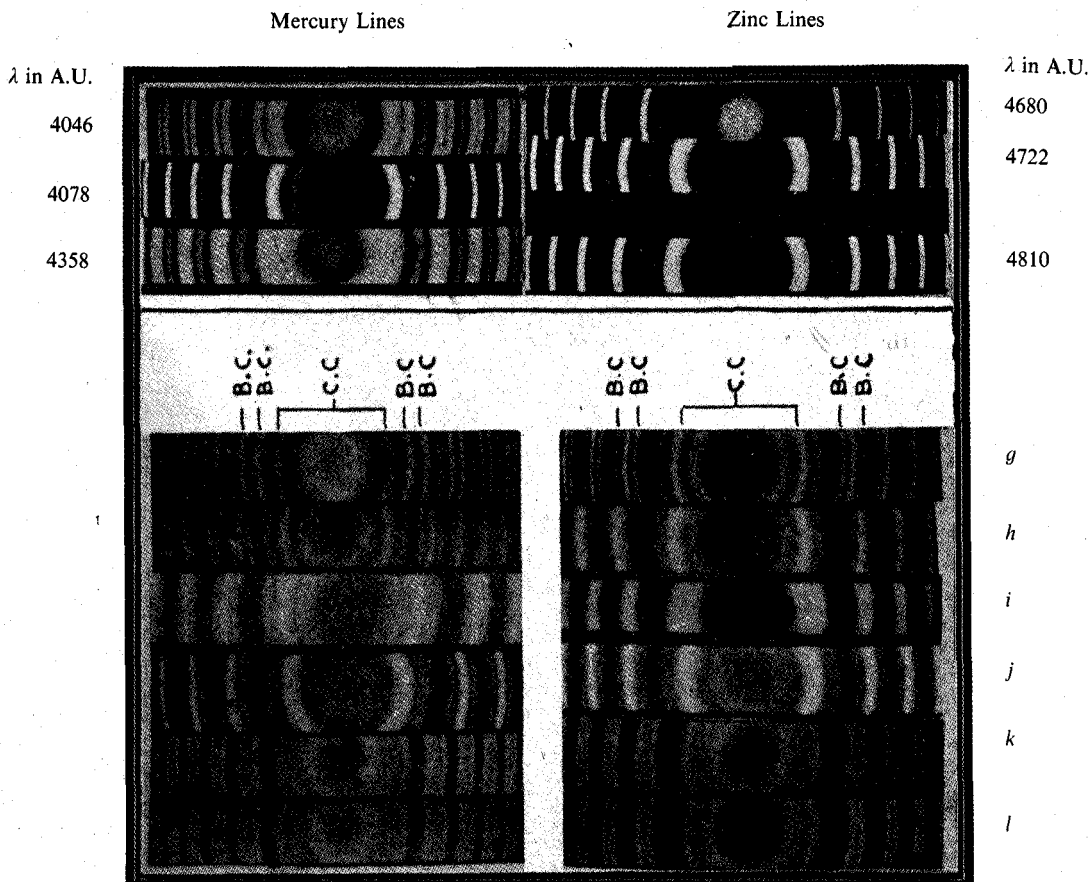 Mercury Lines Zinc Lines
λ in A.U. λ in A.U.
4046 4680
4078 4722
4358 4810
B.C. B.C. C.C B.C B.C B.C B.C C.C B.C B.C
g
h
i
j
k
l